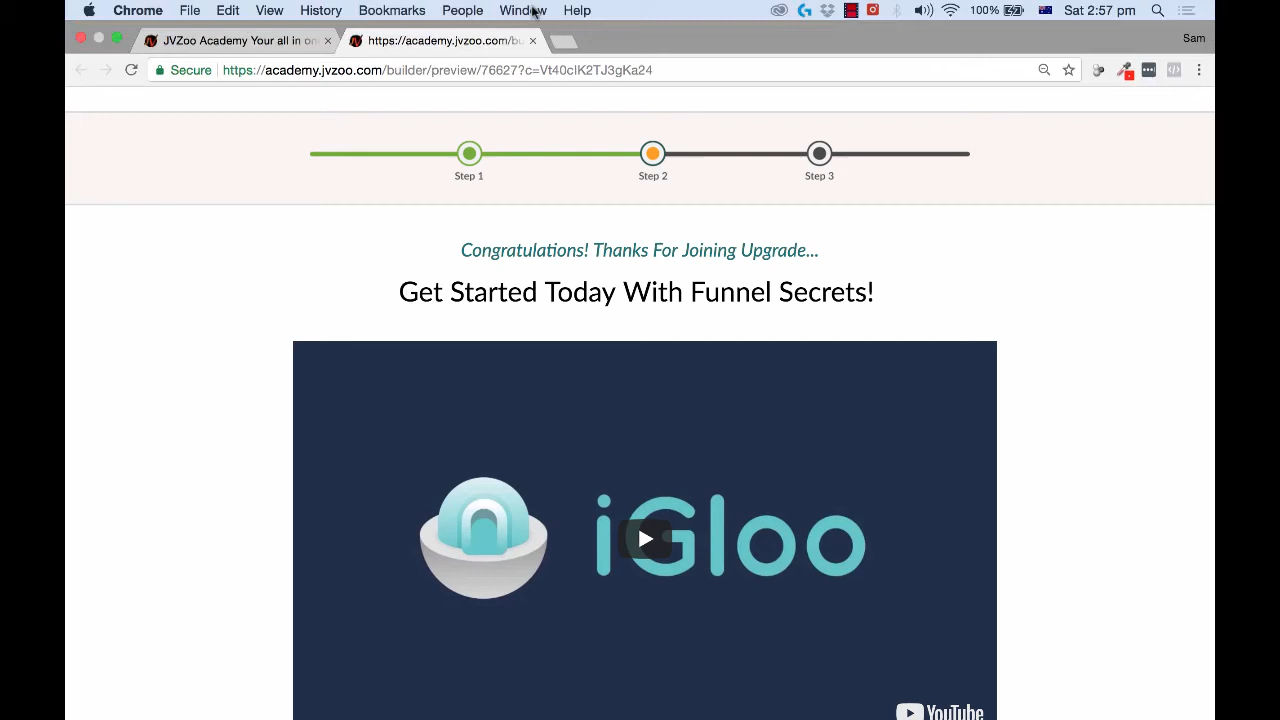 Chrome File Edit View History Bookmarks People Window Help 100% Sat 2:57 pm
JVZoo Academy Your all in on https://academy.jvzoo.com/bu Sam
Secure https://academy.jvzoo.com/builder/preview/76627?c=Vt40clK2TJ3gKa24
Step 1 Step 2 Step 3
Congratulations! Thanks For Joining Upgrade...
Get Started Today With Funnel Secrets!
iGloo
YouTube